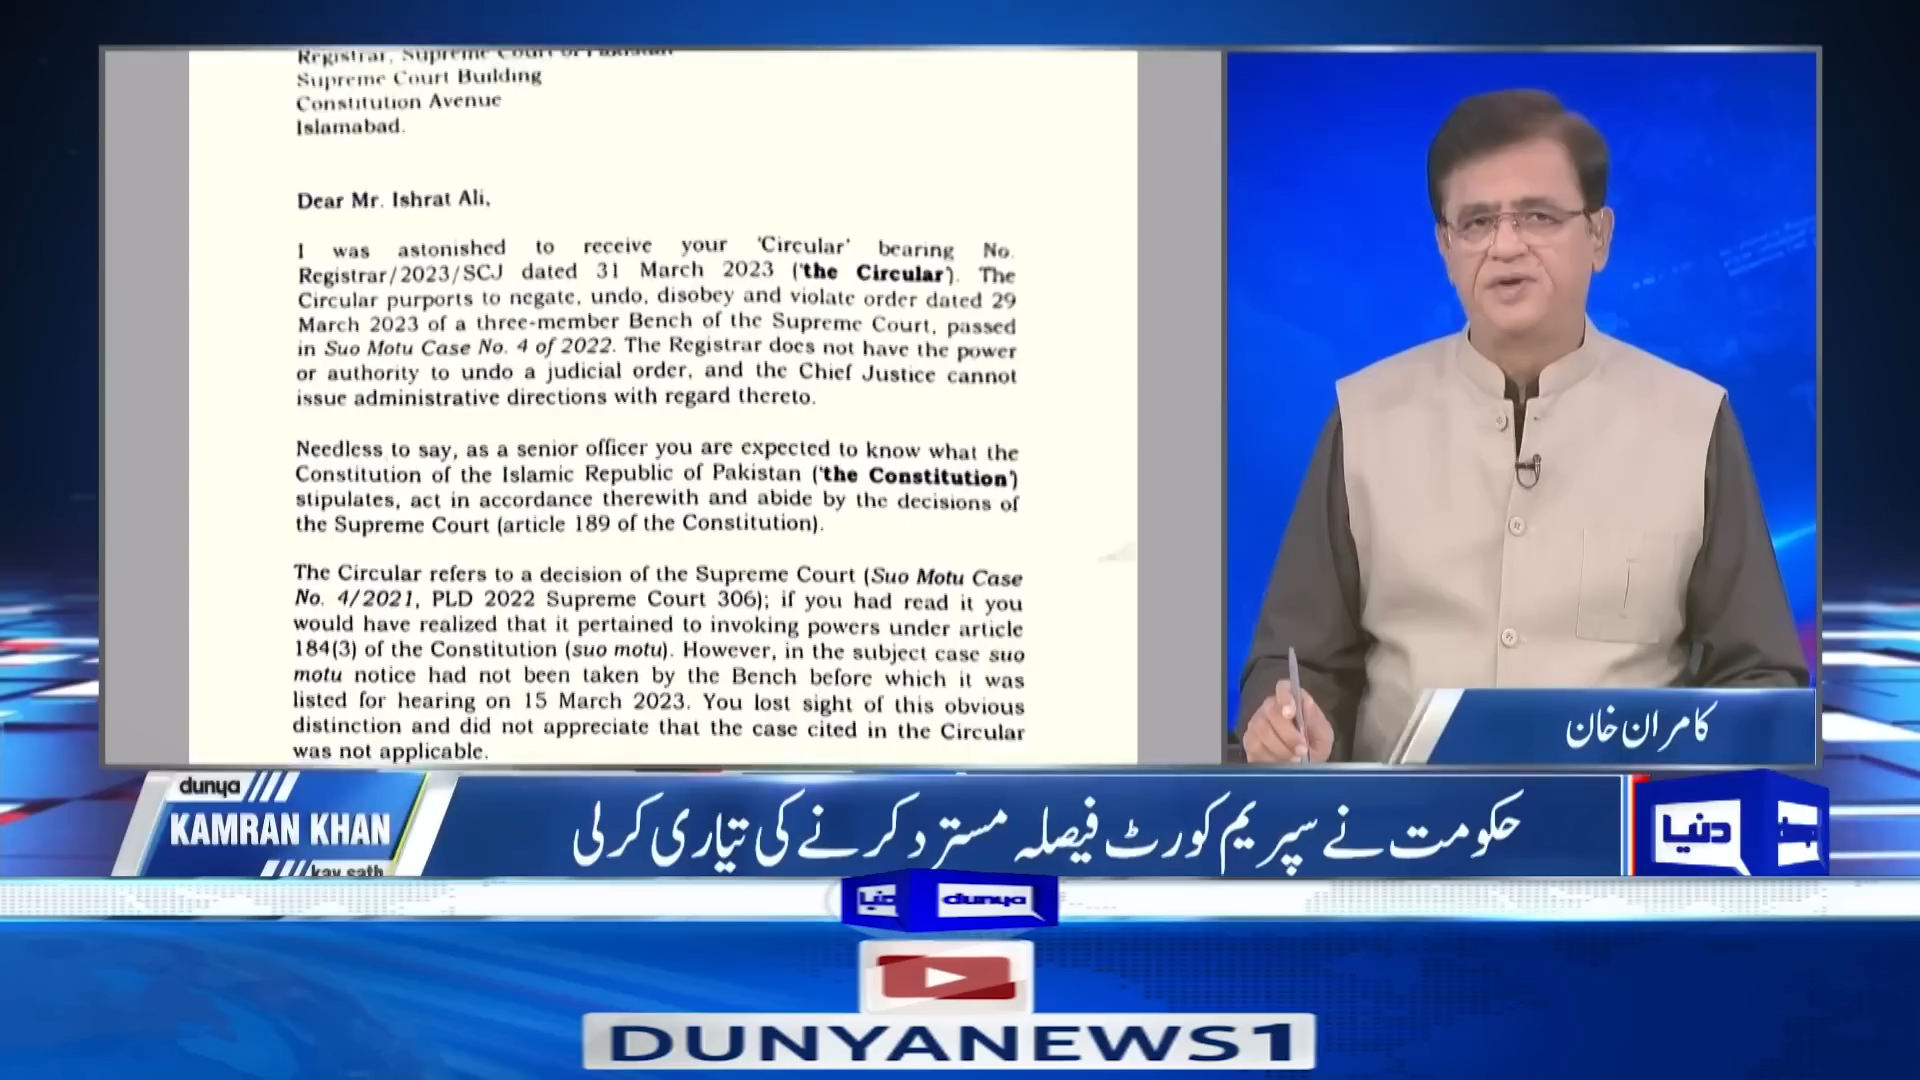 Registrar, Supreme Court of Pakistan
Supreme Court Building
Constitution Avenue
Islamabad.
Dear Mr. Ishrat Ali,
I was astonished to receive your 'Circular' bearing No.
Registrar/2023/SCJ dated 31 March 2023 ('the Circular'). The
Circular purports to negate, undo, disobey and violate order dated 29
March 2023 of a three-member Bench of the Supreme Court, passed
in Suo Motu Case No. 4 of 2022. The Registrar does not have the power
or authority to undo a judicial order, and the Chief Justice cannot
issue administrative directions with regard thereto.
Needless to say, as a senior officer you are expected to know what the
Constitution of the Islamic Republic of Pakistan ('the Constitution')
stipulates, act in accordance therewith and abide by the decisions of
the Supreme Court (article 189 of the Constitution).
The Circular refers to a decision of the Supreme Court (Suo Motu Case
No. 4/2021, PLD 2022 Supreme Court 306); if you had read it you
would have realized that it pertained to invoking powers under article
184(3) of the Constitution (suo motu). However, in the subject case suo
motu notice had not been taken by the Bench before which it was
listed for hearing on 15 March 2023. You lost sight of this obvious
distinction and did not appreciate that the case cited in the Circular
was not applicable.
کامران خان
dunya
KAMRAN KHAN
kay sath
حکومت نے سپریم کورٹ فیصلہ مسترد کرنے کی تیاری کر لی
دنیا
دنیا
dunya
DUNYANEWS1